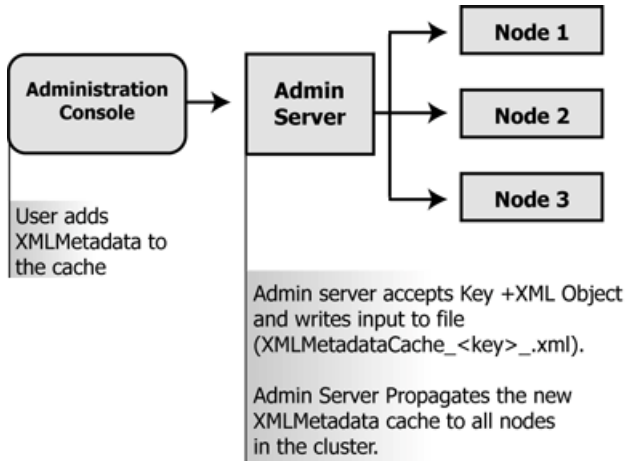 Administration
Console
Admin
Server
Node 1
Node 2
Node 3
User adds
XMLMetadata to
the cache
Admin server accepts Key +XML Object
and writes input to file
(XMLMetadataCache_<key>_.xml).
Admin Server Propagates the new
XMLMetadata cache to all nodes
in the cluster.